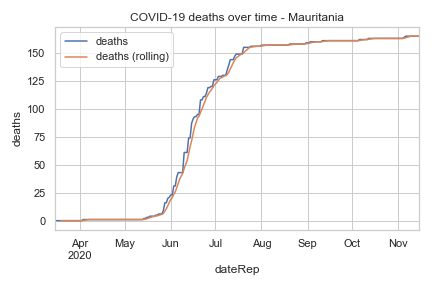 COVID-19 deaths over time - Mauritania
deaths
deaths (rolling)
150
125
100
75
50
25
0
deaths
Apr May Jun Jul Aug Sep Oct Nov
2020
dateRep